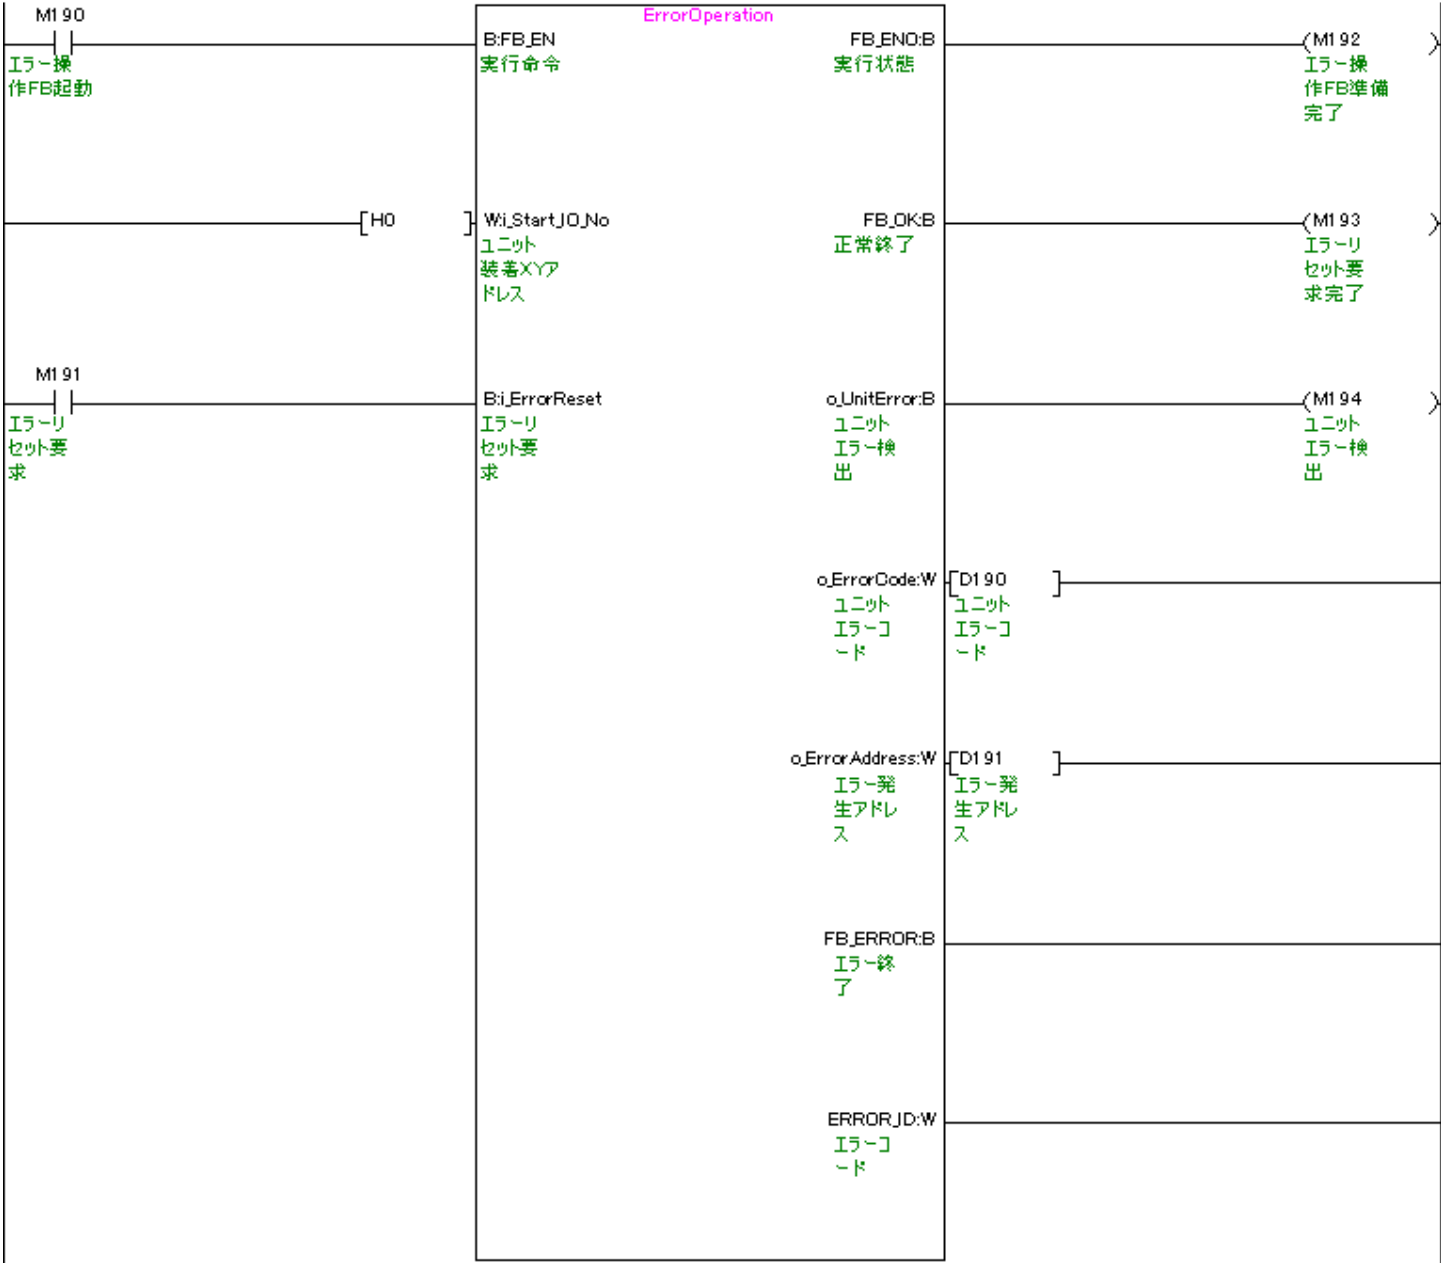 ErrorOperation
M190
エラー操
作FB起動
B:FB_EN
実行命令
FB_ENO:B
実行状態
M192
エラー操
作FB準備
完了
H0
W:i_Start_IO_No
ユニット
装着XYア
ドレス
FB_OK:B
正常終了
M193
エラーリ
セット要
求完了
M191
エラーリ
セット要
求
B:i_ErrorReset
エラーリ
セット要
求
o_UnitError:B
ユニット
エラー検
出
M194
ユニット
エラー検
出
o_ErrorCode:W
ユニット
エラーコ
ード
D190
ユニット
エラーコ
ード
o_ErrorAddress:W
エラー発
生アドレ
ス
D191
エラー発
生アドレ
ス
FB_ERROR:B
エラー終
了
ERROR_ID:W
エラーコ
ード